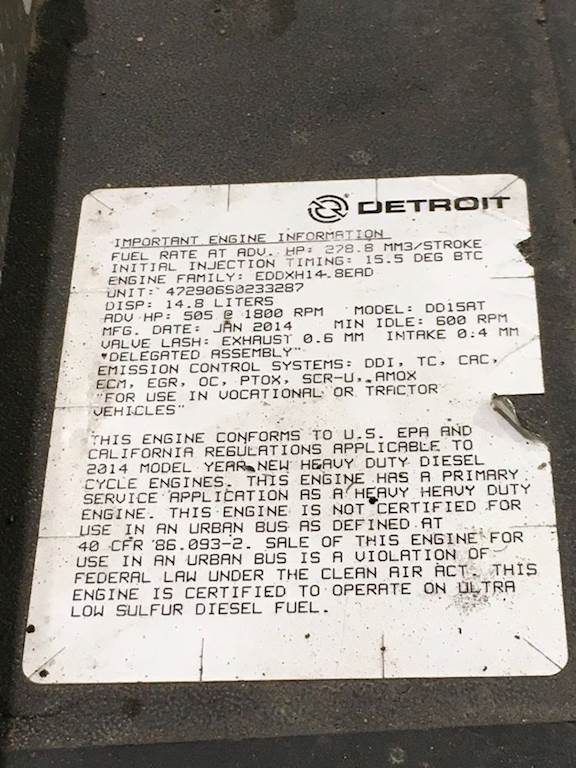 DETROIT
IMPORTANT ENGINE INFORMATION
FUEL RATE AT ADV. HP: 278.8 MM3/STROKE
INITIAL INJECTION TIMING: 15.5 DEG BTC
ENGINE FAMILY: EDDXH14.8EAD
UNIT: 472906S0233287
DISP: 14.8 LITERS
ADV HP: 505 @ 1800 RPM MODEL: DD15AT
MFG. DATE: JAN 2014 MIN IDLE: 600 RPM
VALVE LASH: EXHAUST 0.6 MM INTAKE 0.4 MM
"DELEGATED ASSEMBLY"
EMISSION CONTROL SYSTEMS: DDI, TC, CAC,
ECM, EGR, OC, PTOX, SCR-U, AMOX
"FOR USE IN VOCATIONAL OR TRACTOR
VEHICLES"
THIS ENGINE CONFORMS TO U.S. EPA AND
CALIFORNIA REGULATIONS APPLICABLE TO
2014 MODEL YEAR NEW HEAVY DUTY DIESEL
CYCLE ENGINES. THIS ENGINE HAS A PRIMARY
SERVICE APPLICATION AS A HEAVY HEAVY DUTY
ENGINE. THIS ENGINE IS NOT CERTIFIED FOR
USE IN AN URBAN BUS AS DEFINED AT
40 CFR 86.093-2. SALE OF THIS ENGINE FOR
USE IN AN URBAN BUS IS A VIOLATION OF
FEDERAL LAW UNDER THE CLEAN AIR ACT. THIS
ENGINE IS CERTIFIED TO OPERATE ON ULTRA
LOW SULFUR DIESEL FUEL.